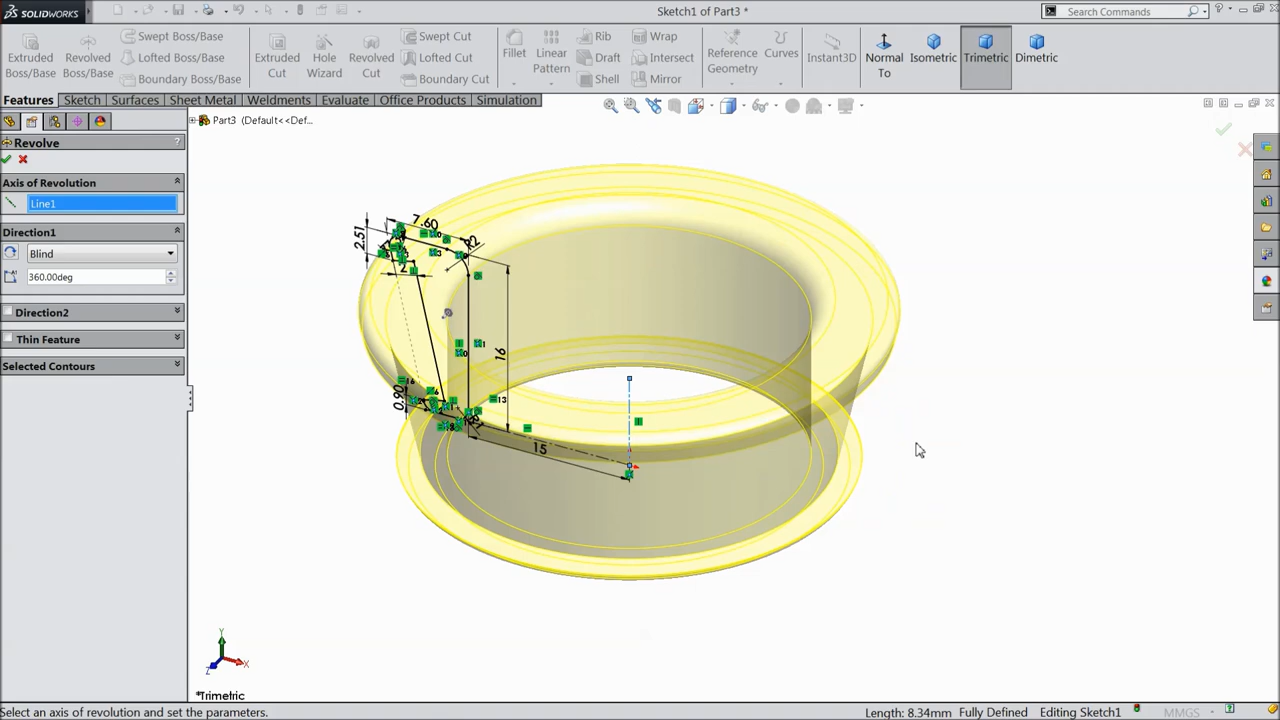 SOLIDWORKS
Sketch1 of Part3 *
Search Commands
?
Extruded Boss/Base
Revolved Boss/Base
Swept Boss/Base
Lofted Boss/Base
Boundary Boss/Base
Extruded Cut
Hole Wizard
Revolved Cut
Swept Cut
Lofted Cut
Boundary Cut
Fillet
Linear Pattern
Rib
Draft
Shell
Wrap
Intersect
Mirror
Reference Geometry
Curves
Instant3D
Normal To
Isometric
Trimetric
Dimetric
Features Sketch Surfaces Sheet Metal Weldments Evaluate Office Products Simulation
Part3 (Default<<Def...
Revolve
?
Axis of Revolution
Line1
Direction1
Blind
360.00deg
Direction2
Thin Feature
Selected Contours
7.60
2.51
R2
2
16
0.90
13
R1
15
Y
X
Z
*Trimetric
Select an axis of revolution and set the parameters.
Length: 8.34mm Fully Defined Editing Sketch1 MMGS